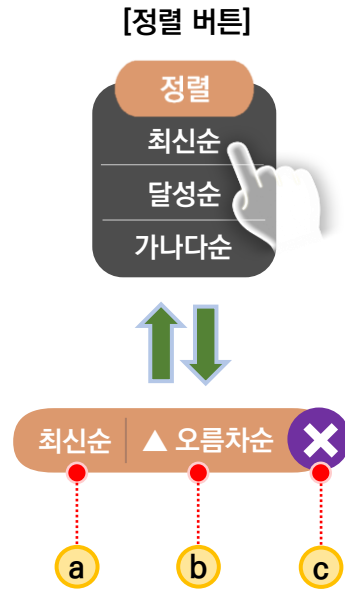 [정렬 버튼]
정렬
최신순
달성순
가나다순
최신순 ▲ 오름차순
a b c